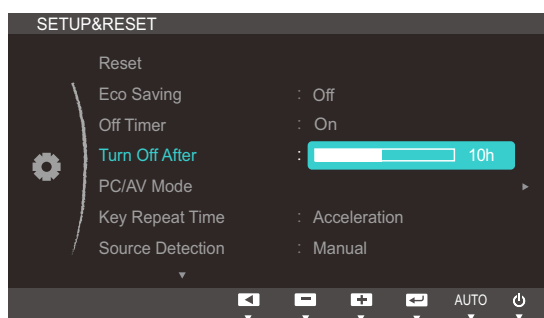 SETUP&RESET
Reset
Eco Saving : Off
Off Timer : On
Turn Off After : 10h
PC/AV Mode
Key Repeat Time : Acceleration
Source Detection : Manual
AUTO